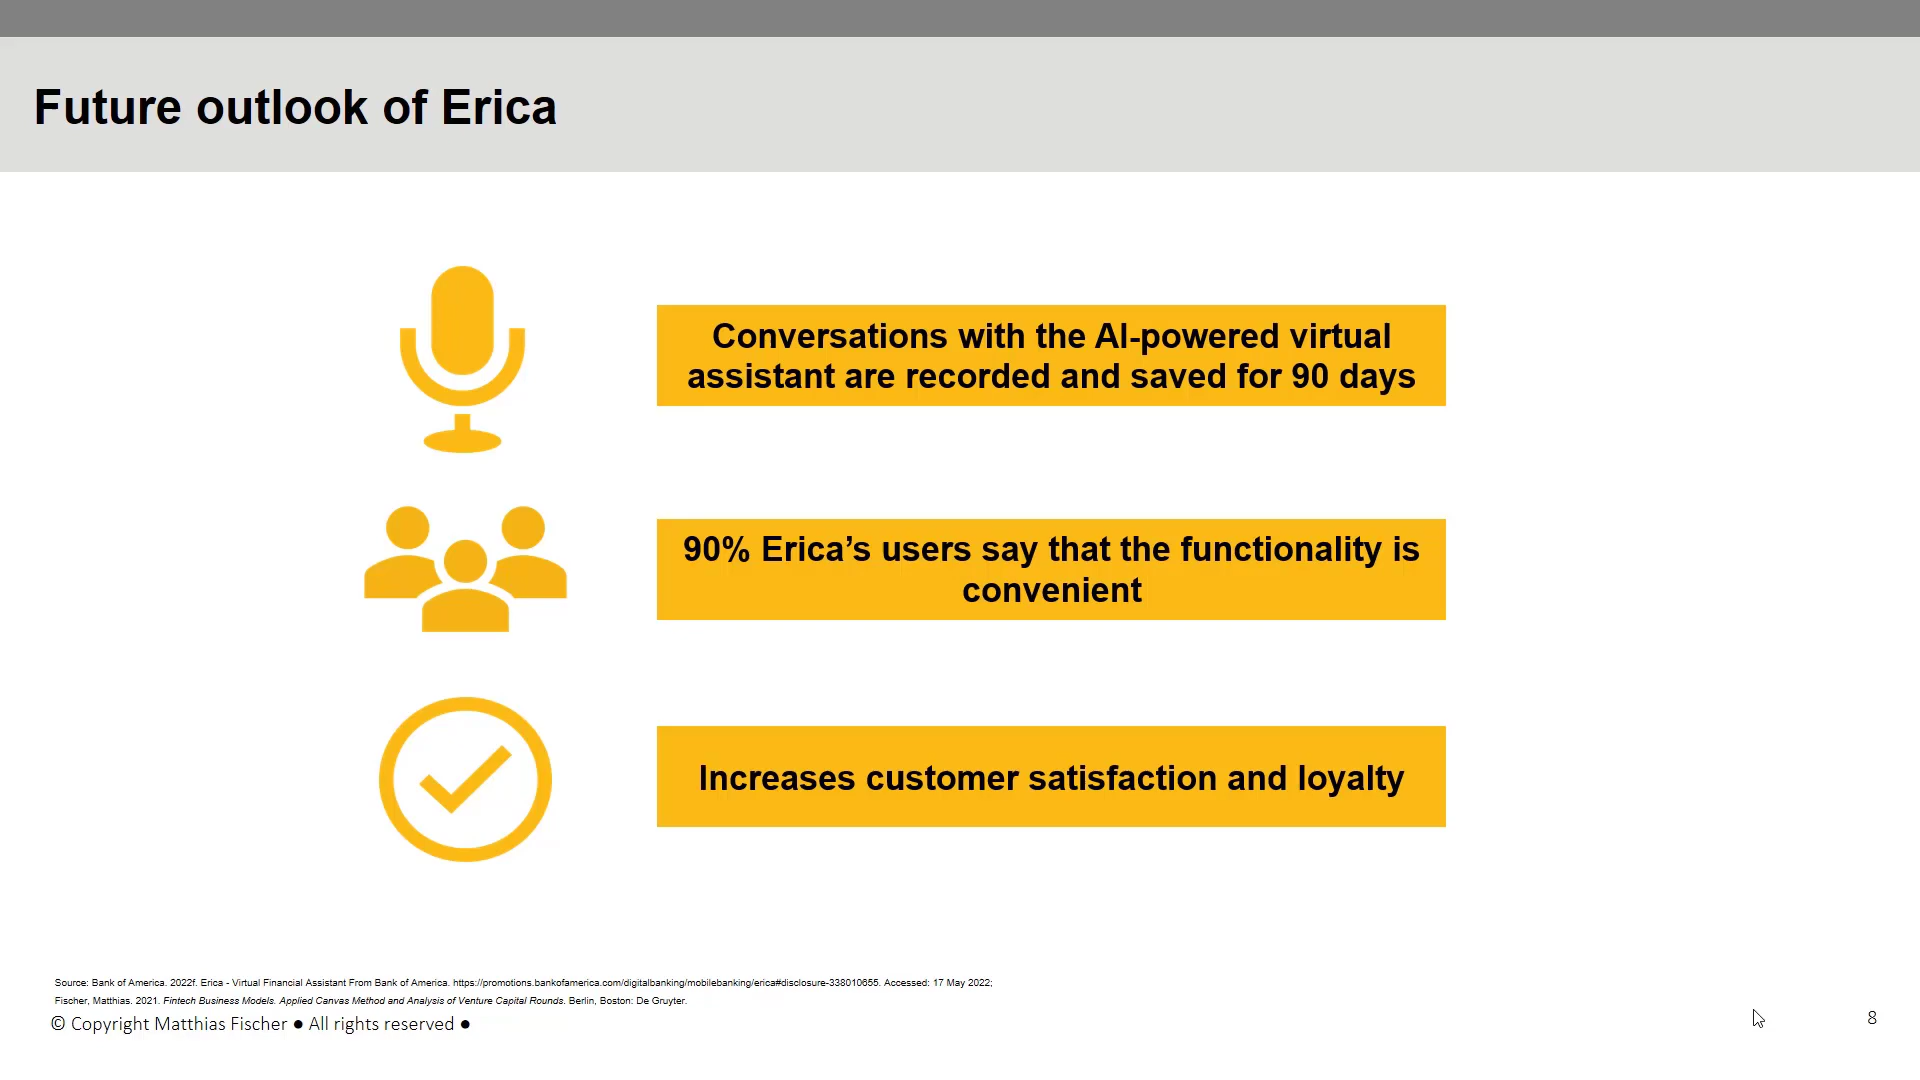 Future outlook of Erica
Conversations with the AI-powered virtual
assistant are recorded and saved for 90 days
90% Erica’s users say that the functionality is
convenient
Increases customer satisfaction and loyalty
Source: Bank of America. 2022f. Erica - Virtual Financial Assistant From Bank of America. https://promotions.bankofamerica.com/digitalbanking/mobilebanking/erica#disclosure-338010655. Accessed: 17 May 2022;
Fischer, Matthias. 2021. Fintech Business Models. Applied Canvas Method and Analysis of Venture Capital Rounds. Berlin, Boston: De Gruyter.
© Copyright Matthias Fischer ● All rights reserved ●
8